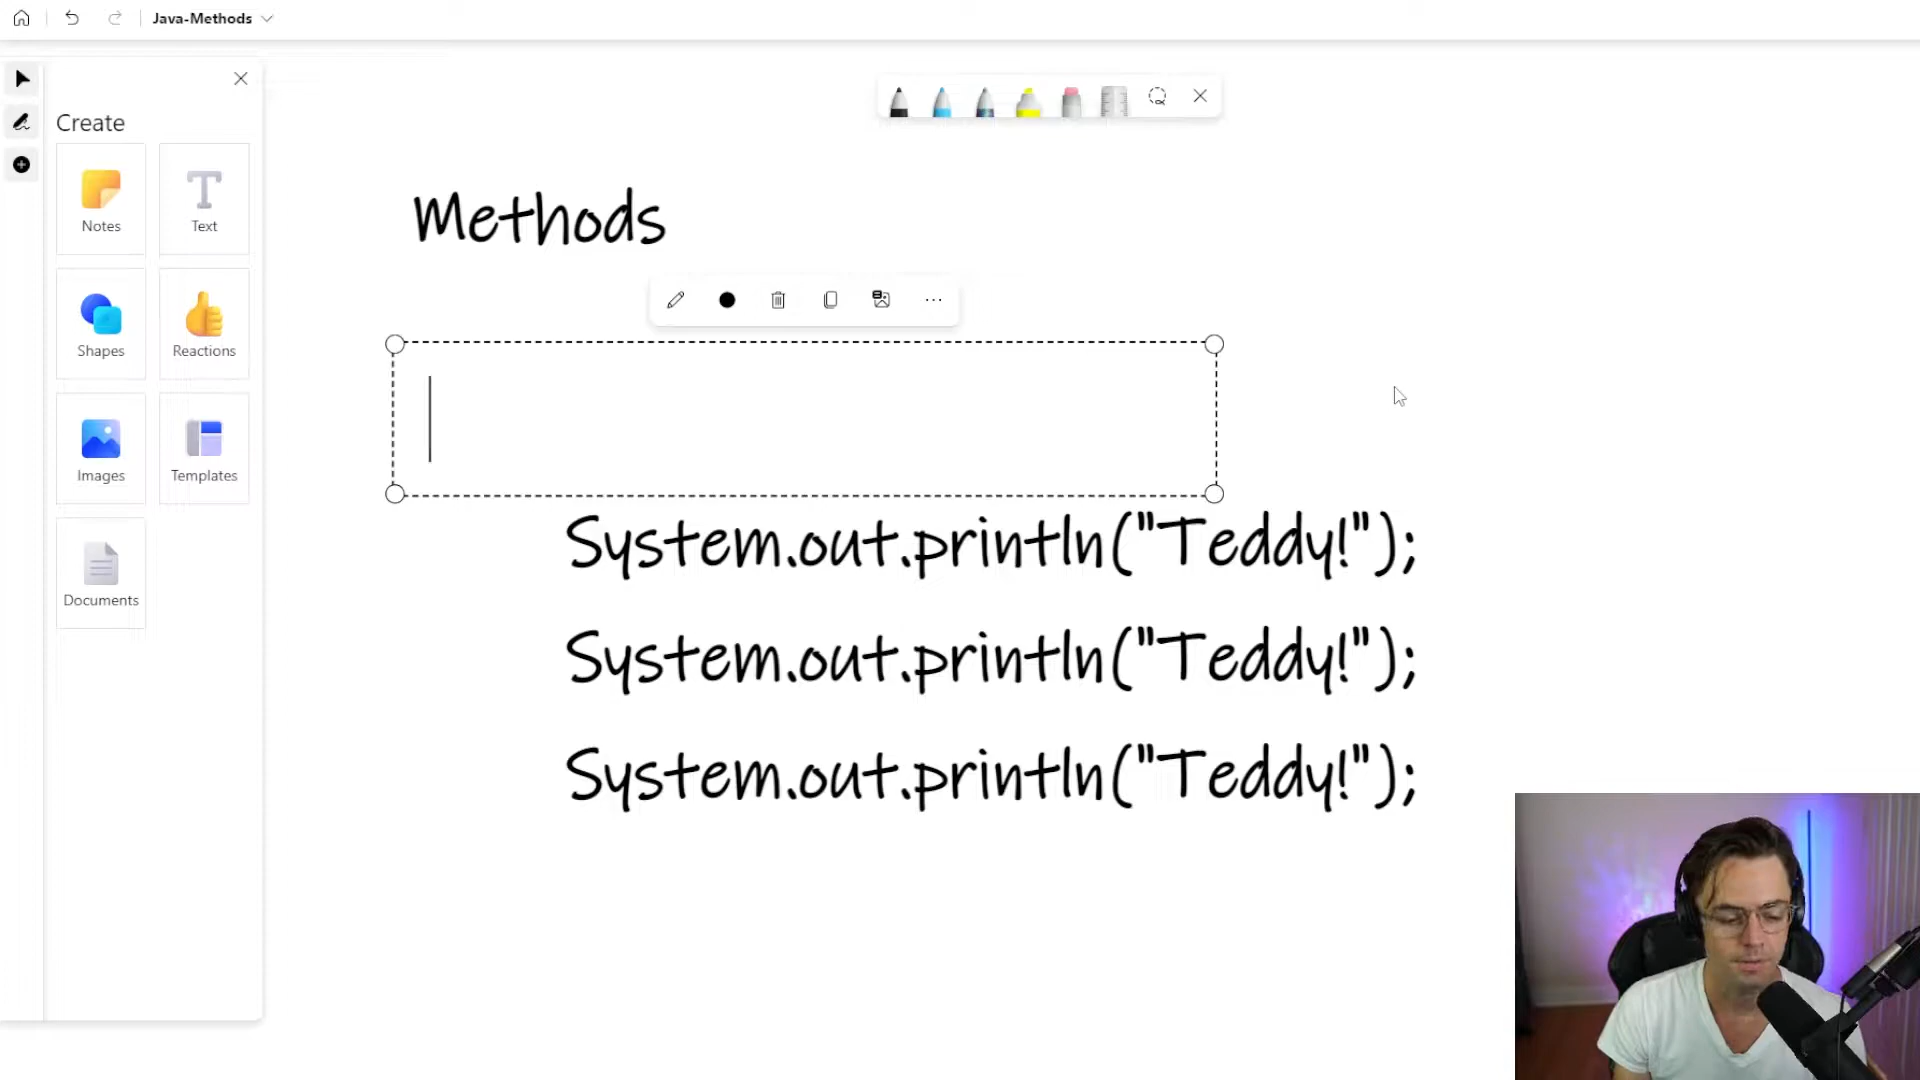 Java-Methods
Create
Notes
Text
Shapes
Reactions
Images
Templates
Documents
Methods
System.out.println("Teddy!");
System.out.println("Teddy!");
System.out.println("Teddy!");